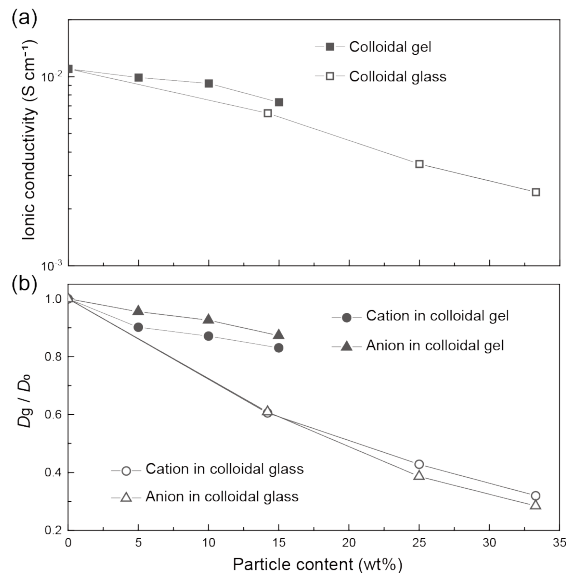 (a)
Ionic conductivity (S cm⁻¹)
10⁻²
10⁻³
Colloidal gel
Colloidal glass
(b)
Dg / D₀
1.0
0.8
0.6
0.4
0.2
Cation in colloidal gel
Anion in colloidal gel
Cation in colloidal glass
Anion in colloidal glass
0 5 10 15 20 25 30 35
Particle content (wt%)